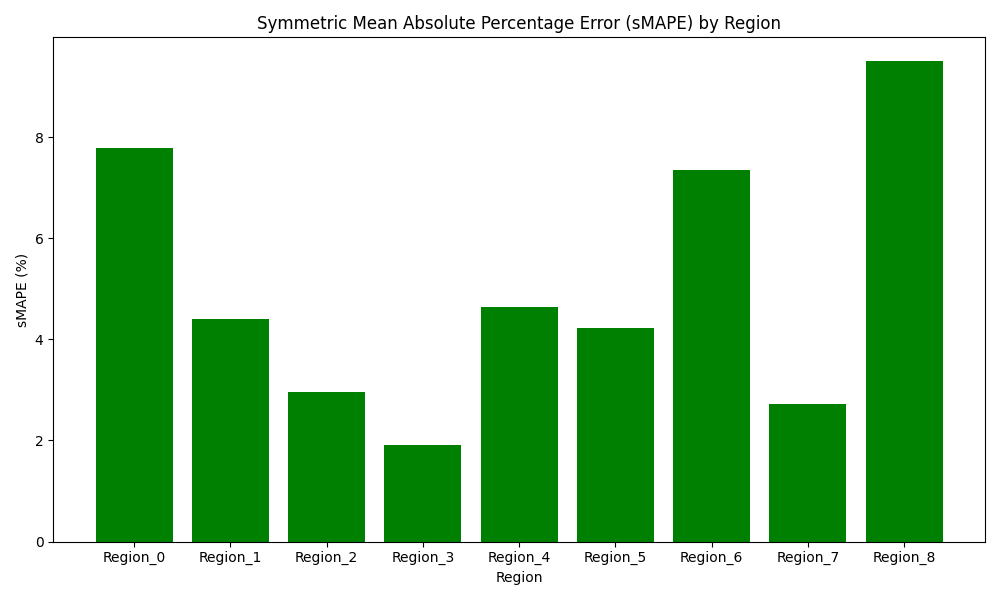 Symmetric Mean Absolute Percentage Error (sMAPE) by Region
sMAPE (%)
8
6
4
2
0
Region_0 Region_1 Region_2 Region_3 Region_4 Region_5 Region_6 Region_7 Region_8
Region